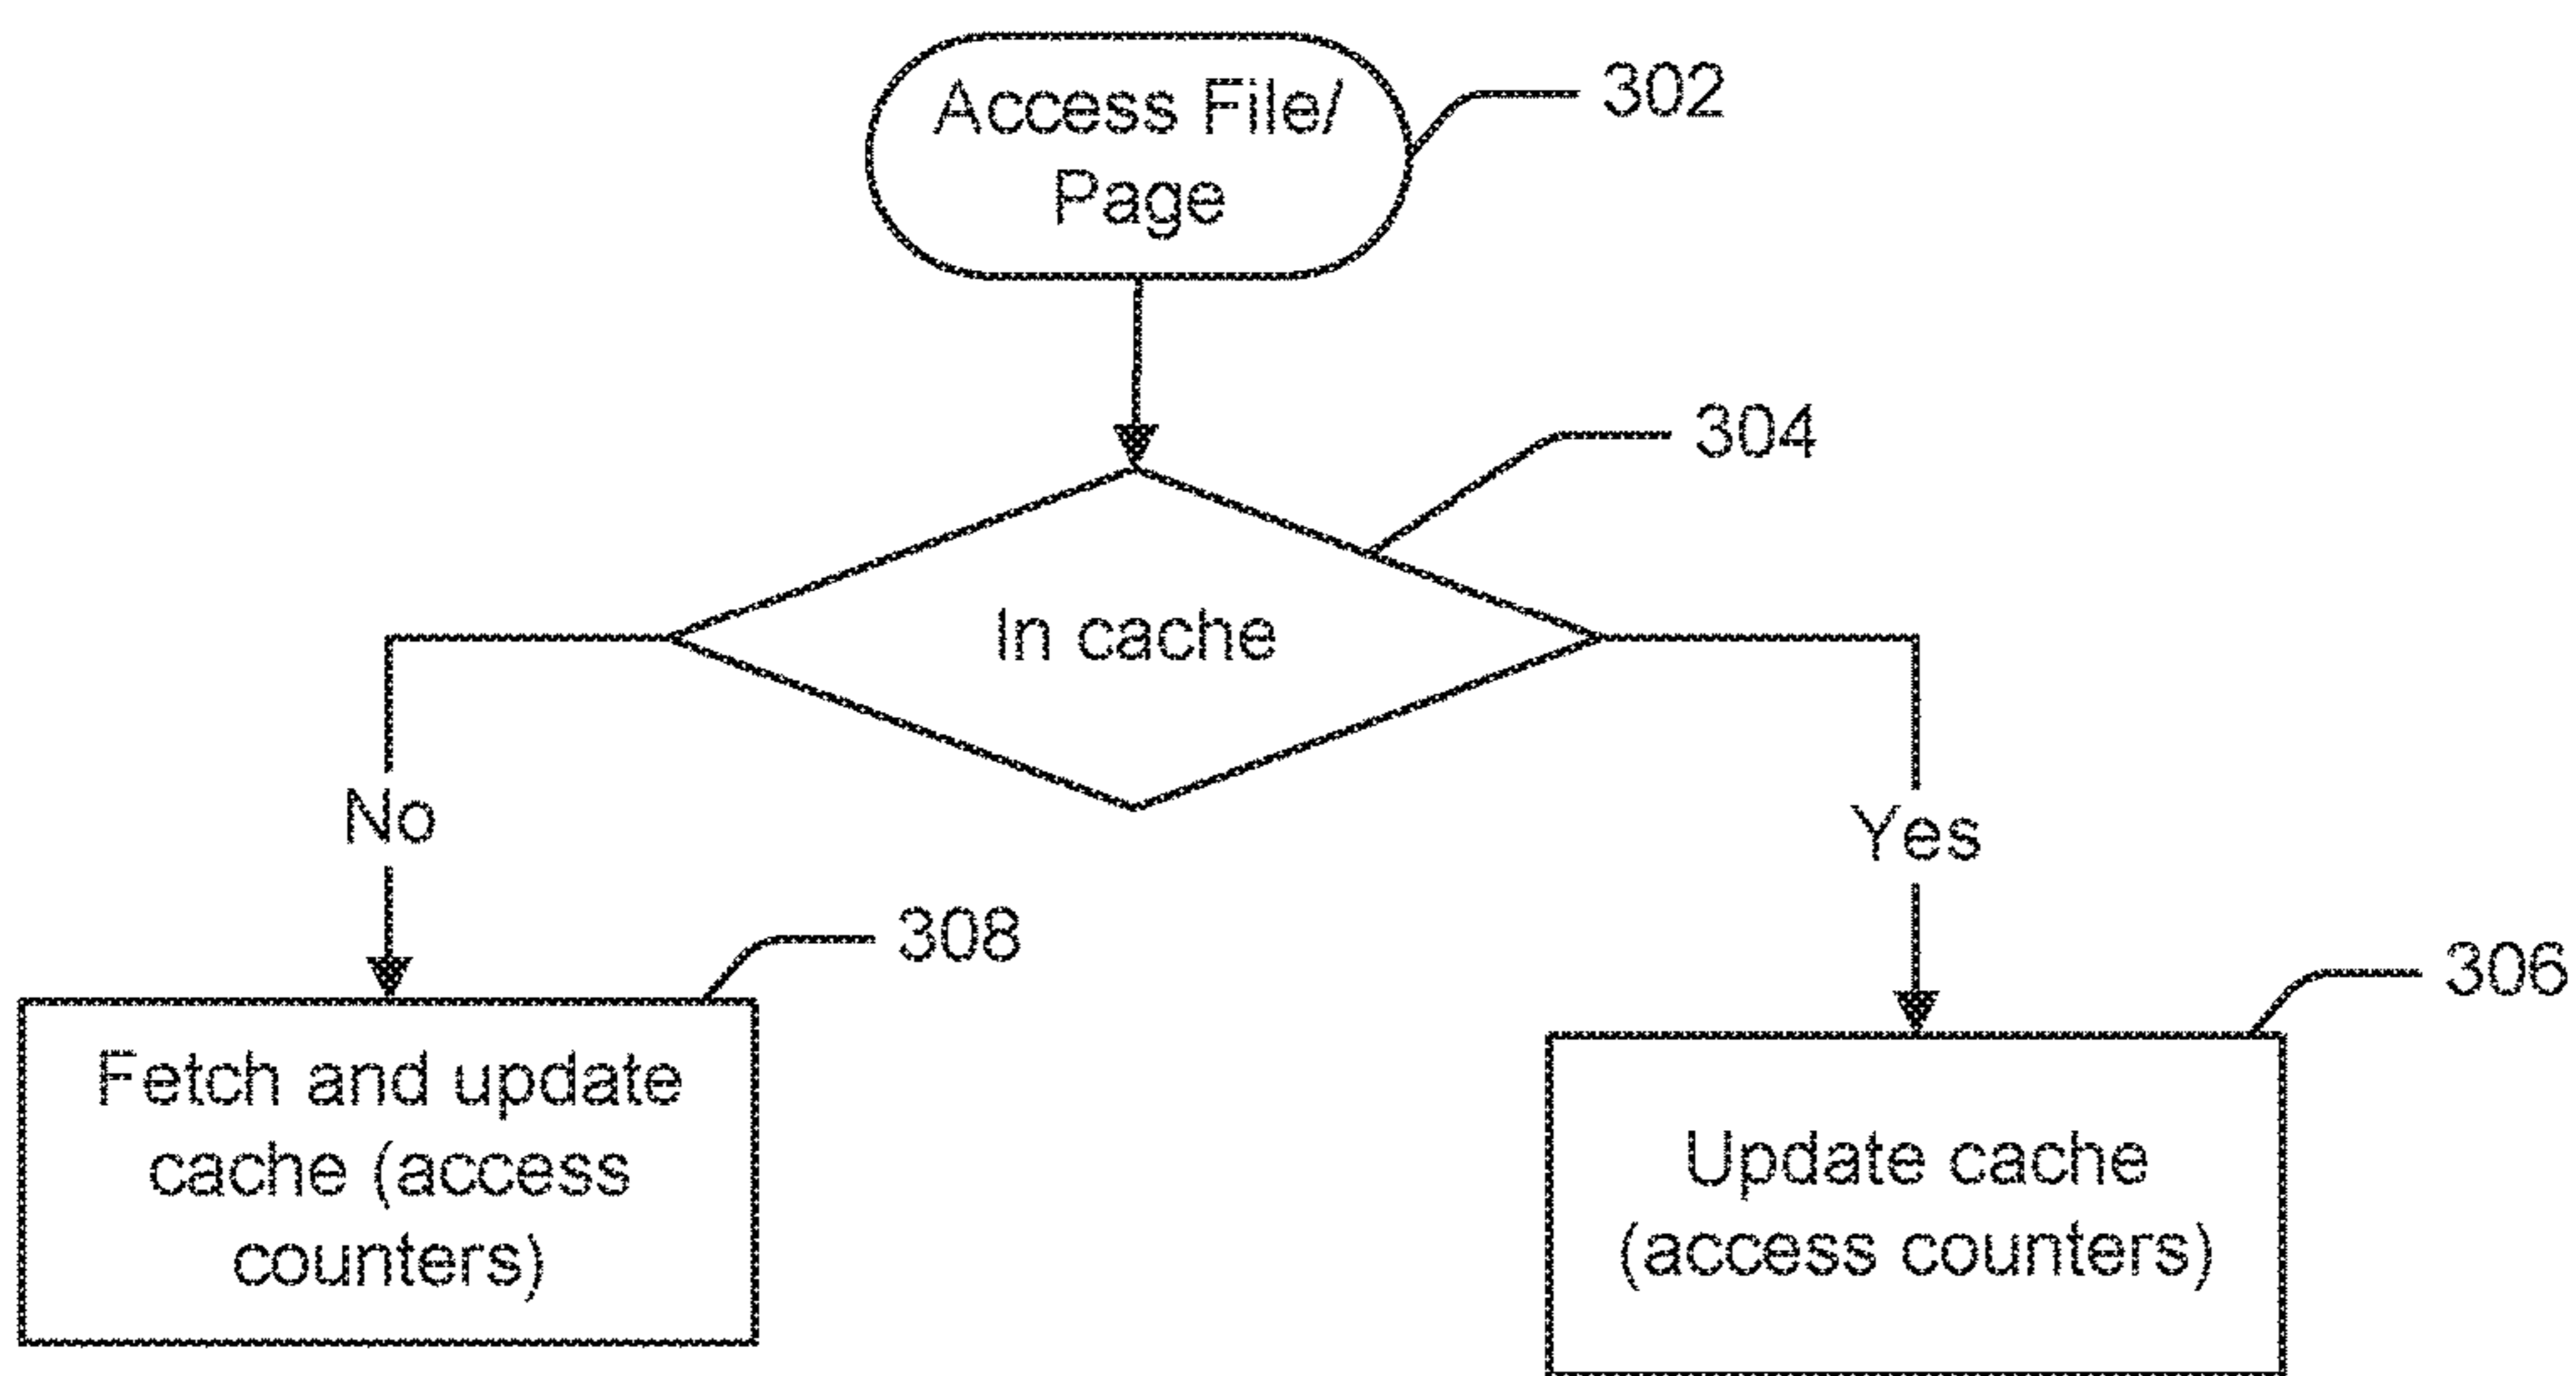 Access File/
Page
302
304
In cache
No
Yes
308
306
Fetch and update
cache (access
counters)
Update cache
(access counters)